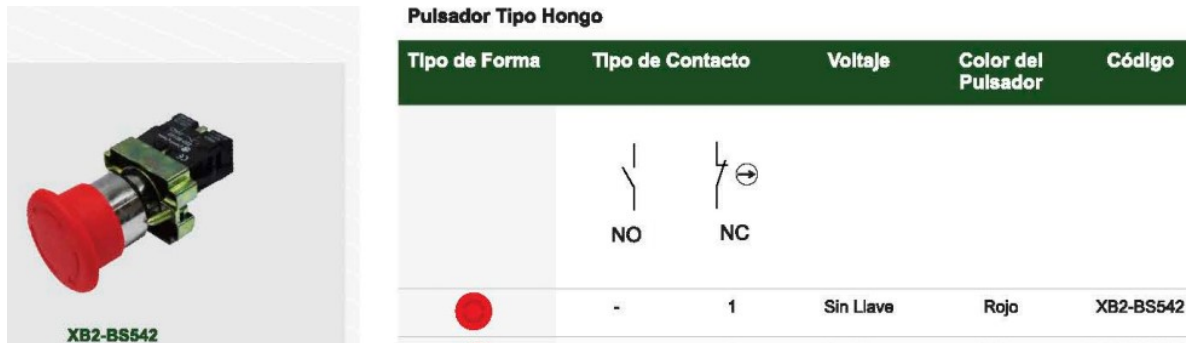 Pulsador Tipo Hongo
Tipo de Forma Tipo de Contacto Voltaje Color del Pulsador Código
NO NC
- 1 Sin Llave Rojo XB2-BS542
XB2-BS542